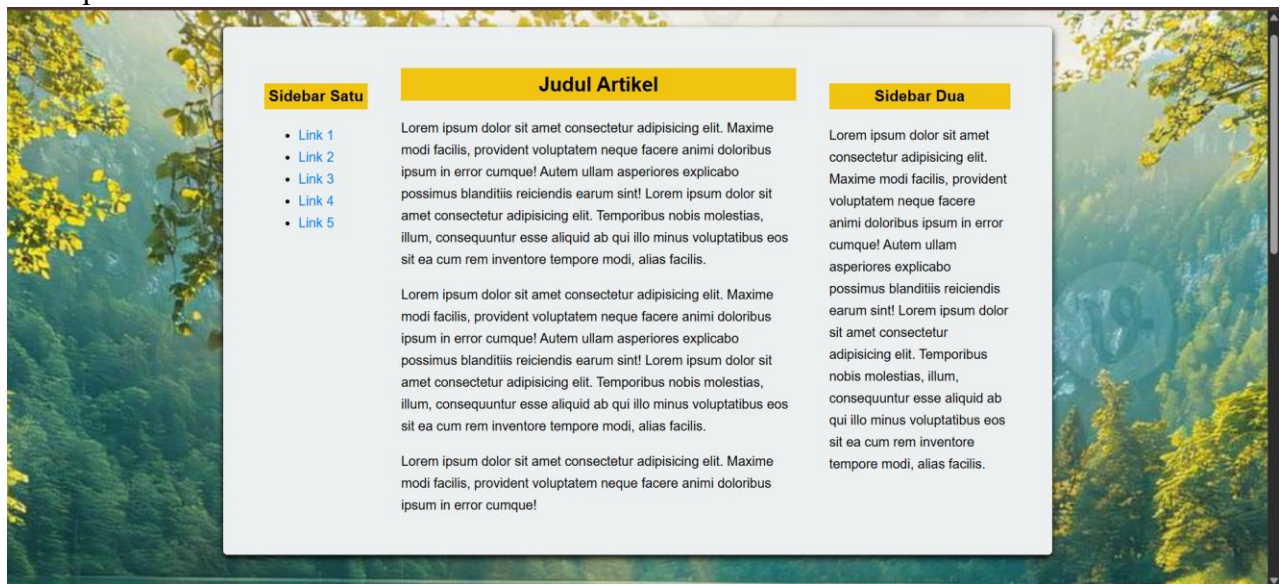 Sidebar Satu
Link 1
Link 2
Link 3
Link 4
Link 5
Judul Artikel
Lorem ipsum dolor sit amet consectetur adipisicing elit. Maxime
modi facilis, provident voluptatem neque facere animi doloribus
ipsum in error cumque! Autem ullam asperiores explicabo
possimus blanditiis reiciendis earum sint! Lorem ipsum dolor sit
amet consectetur adipisicing elit. Temporibus nobis molestias,
illum, consequuntur esse aliquid ab qui illo minus voluptatibus eos
sit ea cum rem inventore tempore modi, alias facilis.
Lorem ipsum dolor sit amet consectetur adipisicing elit. Maxime
modi facilis, provident voluptatem neque facere animi doloribus
ipsum in error cumque! Autem ullam asperiores explicabo
possimus blanditiis reiciendis earum sint! Lorem ipsum dolor sit
amet consectetur adipisicing elit. Temporibus nobis molestias,
illum, consequuntur esse aliquid ab qui illo minus voluptatibus eos
sit ea cum rem inventore tempore modi, alias facilis.
Lorem ipsum dolor sit amet consectetur adipisicing elit. Maxime
modi facilis, provident voluptatem neque facere animi doloribus
ipsum in error cumque!
Sidebar Dua
Lorem ipsum dolor sit amet
consectetur adipisicing elit.
Maxime modi facilis, provident
voluptatem neque facere
animi doloribus ipsum in error
cumque! Autem ullam
asperiores explicabo
possimus blanditiis reiciendis
earum sint! Lorem ipsum dolor
sit amet consectetur
adipisicing elit. Temporibus
nobis molestias, illum,
consequuntur esse aliquid ab
qui illo minus voluptatibus eos
sit ea cum rem inventore
tempore modi, alias facilis.